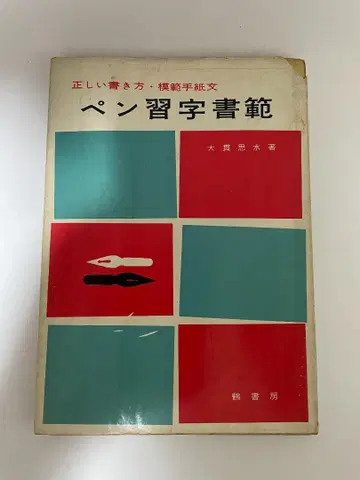 正しい書き方・模範手紙文
ペン習字書範
大貫思水著
鶴書房